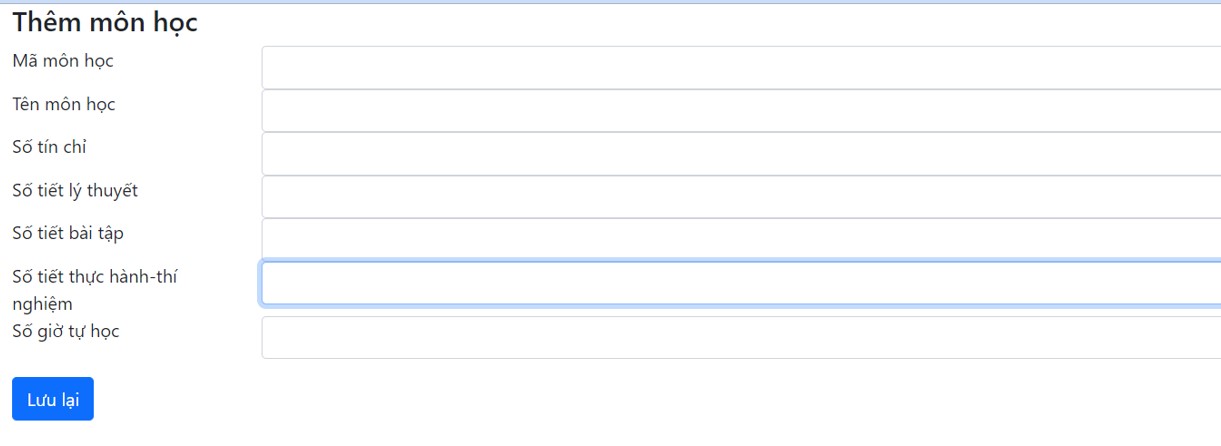 Thêm môn học
Mã môn học
Tên môn học
Số tín chỉ
Số tiết lý thuyết
Số tiết bài tập
Số tiết thực hành-thí
nghiệm
Số giờ tự học
Lưu lại